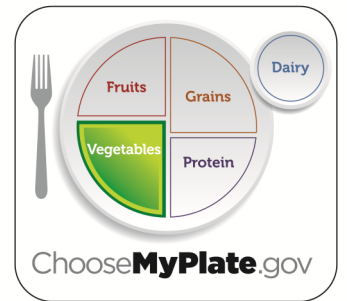 Fruits
Grains
Dairy
Vegetables
Protein
ChooseMyPlate.gov